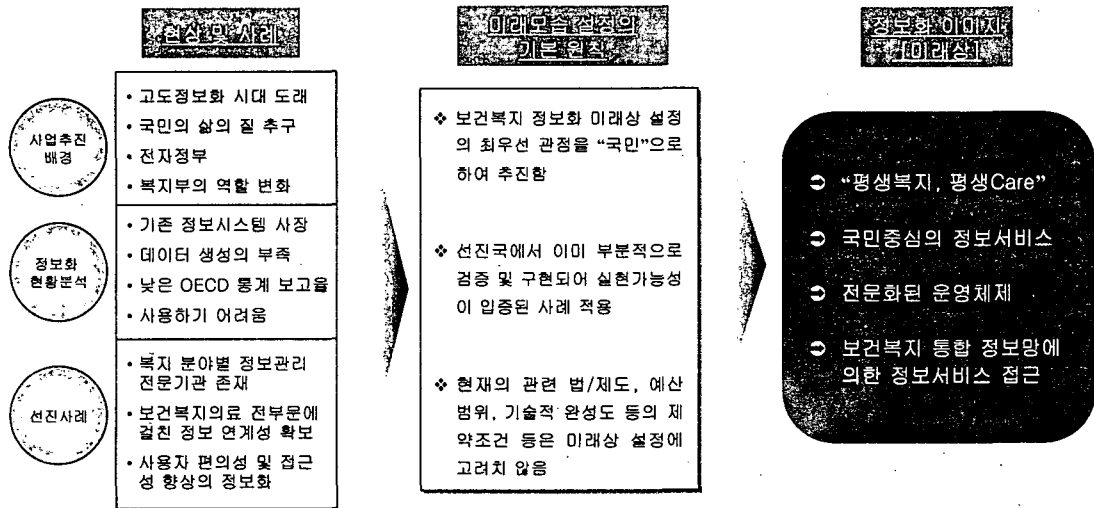 현상 및 사례
사업추진
배경
• 고도정보화 시대 도래
• 국민의 삶의 질 추구
• 전자정부
• 복지부의 역할 변화
정보화
현황분석
• 기존 정보시스템 사장
• 데이터 생성의 부족
• 낮은 OECD 통계 보고율
• 사용하기 어려움
선진사례
• 복지 분야별 정보관리
전문기관 존재
• 보건복지의료 전부문에
걸친 정보 연계성 확보
• 사용자 편의성 및 접근
성 향상의 정보화
미래모습 설정의
기본 원칙
❖ 보건복지 정보화 미래상 설정
의 최우선 관점을 “국민”으로
하여 추진함
❖ 선진국에서 이미 부분적으로
검증 및 구현되어 실현가능성
이 입증된 사례 적용
❖ 현재의 관련 법/제도, 예산
범위, 기술적 완성도 등의 제
약조건 등은 미래상 설정에
고려치 않음
정보화 이미지
[미래상]
➲ “평생복지, 평생Care”
➲ 국민중심의 정보서비스
➲ 전문화된 운영체제
➲ 보건복지 통합 정보망에
의한 정보서비스 접근